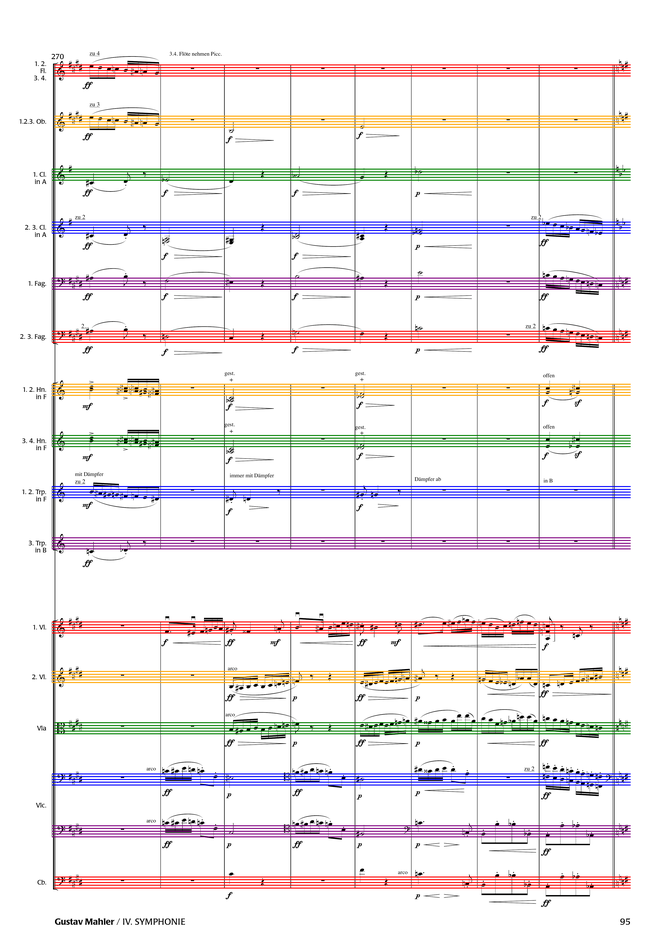 270
zu 4
3.4. Flöte nehmen Picc.
1. 2.
Fl.
3. 4.
ff
zu 3
1.2.3. Ob.
ff
f
f
1. Cl.
in A
ff
f
f
p
zu 2
zu 2
2. 3. Cl.
in A
ff
f
f
p
ff
1. Fag.
ff
f
f
p
ff
2.
zu 2
2. 3. Fag.
ff
f
f
p
ff
gest.
gest.
offen
+
+
1. 2. Hn.
in F
mf
f
f
f
sf
gest.
gest.
offen
+
+
3. 4. Hn.
in F
mf
f
f
f
sf
mit Dämpfer
immer mit Dämpfer
Dämpfer ab
in B
zu 2
1. 2. Trp.
in F
mf
f
f
3. Trp.
in B
ff
1. Vl.
f
ff
mf
f
ff
mf
f
arco
2. Vl.
ff
p
ff
p
ff
arco
Vla
ff
p
ff
p
ff
arco
zu 2
ff
p
ff
p
p
ff
Vlc.
arco
ff
p
ff
p
p
ff
arco
Cb.
f
p
ff
Gustav Mahler / IV. SYMPHONIE
95